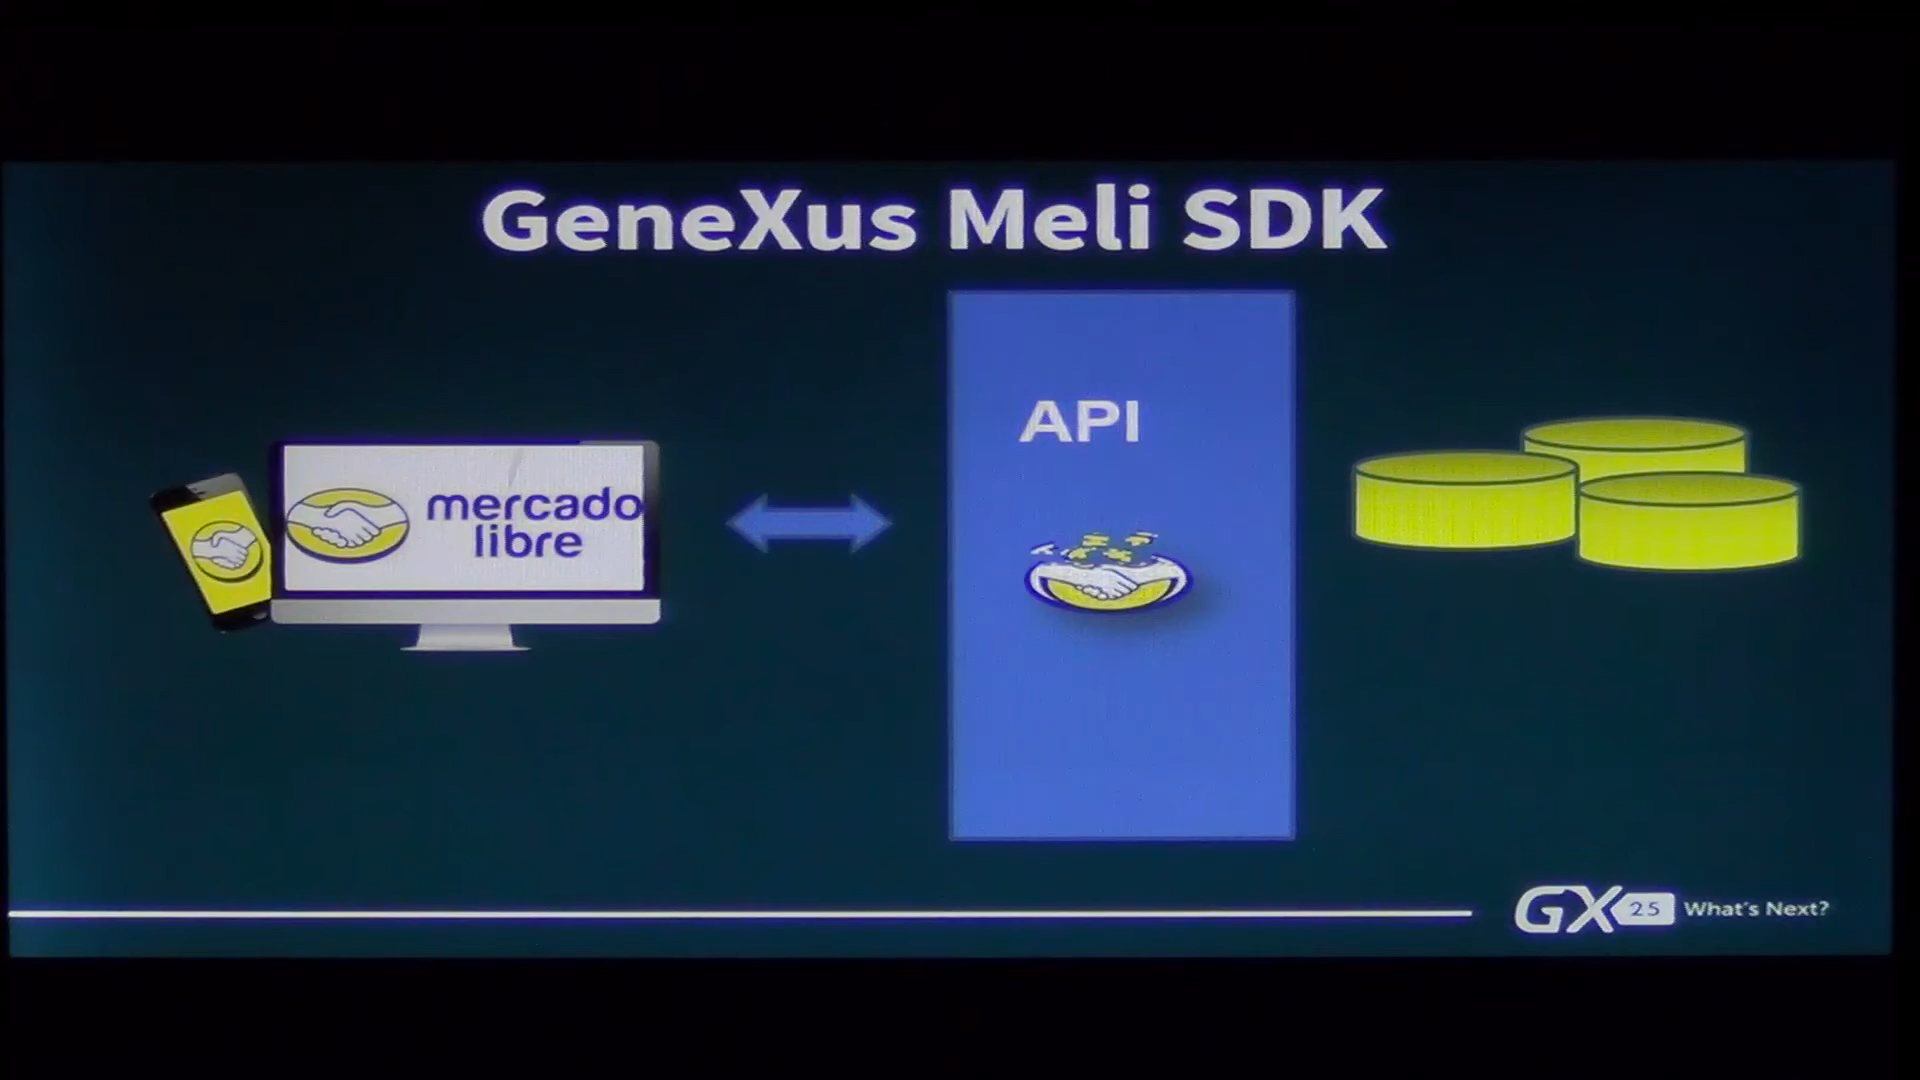 GeneXus Meli SDK
API
mercado
libre
GX 25 What's Next?